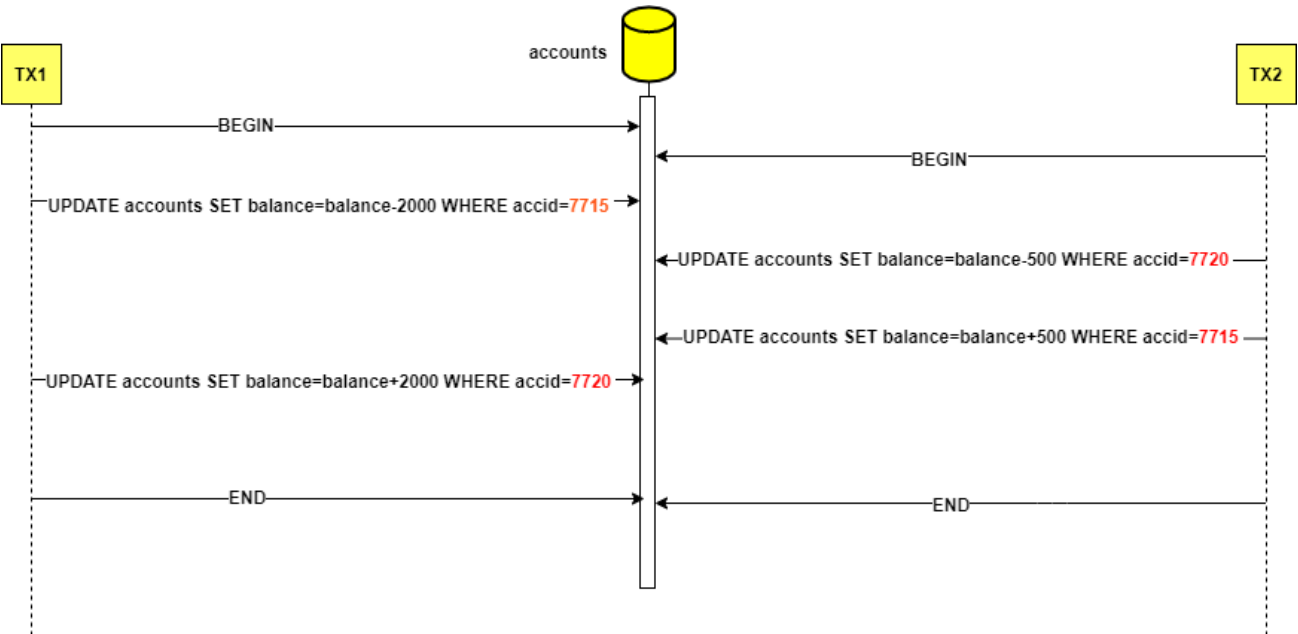 accounts
TX1
TX2
BEGIN
BEGIN
UPDATE accounts SET balance=balance-2000 WHERE accid=7715
UPDATE accounts SET balance=balance-500 WHERE accid=7720
UPDATE accounts SET balance=balance+500 WHERE accid=7715
UPDATE accounts SET balance=balance+2000 WHERE accid=7720
END
END